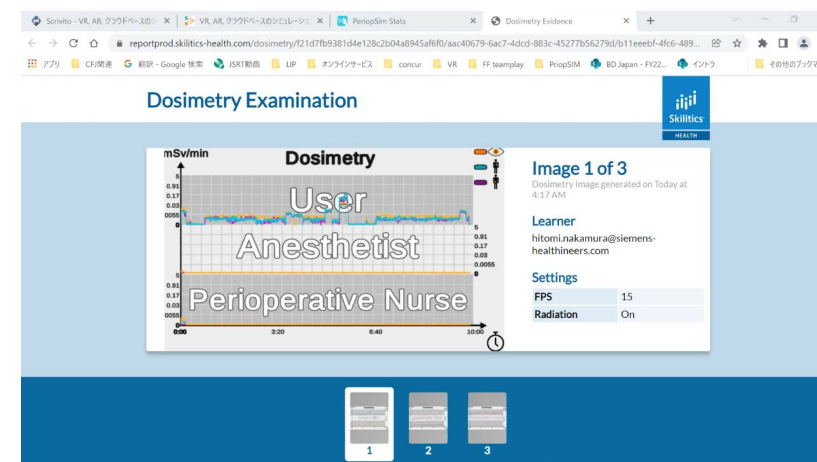 Scrivito - VR, AR, クラウドベースのシ
VR, AR, クラウドベースのシミュレーショ
PeriopSim Stats
Dosimetry Evidence
reportprod.skilitics-health.com/dosimetry/f21d7fb9381d4e128c2b04a8945af6f0/aac40679-6ac7-4dcd-883c-45277b56279d/b11eeebf-4fc6-489...
アプリ CFJ関連 翻訳 - Google 検索 JSRT動画 LIP オンラインサービス concur VR FF teamplay PriopSIM BD Japan - FY22... イントラ その他のブックマ
Dosimetry Examination
Skilitics
HEALTH
mSv/min
Dosimetry
5
0.91
0.17
0.03
0055
0
User
5
0.91
0.17
0.03
0.0055
0
Anesthetist
5
0.91
0.17
0.03
0055
0
Perioperative Nurse
0:00
3:20
6:40
10:00
Image 1 of 3
Dosimetry Image generated on Today at
4:17 AM
Learner
hitomi.nakamura@siemens-
healthineers.com
Settings
FPS 15
Radiation On
1
2
3